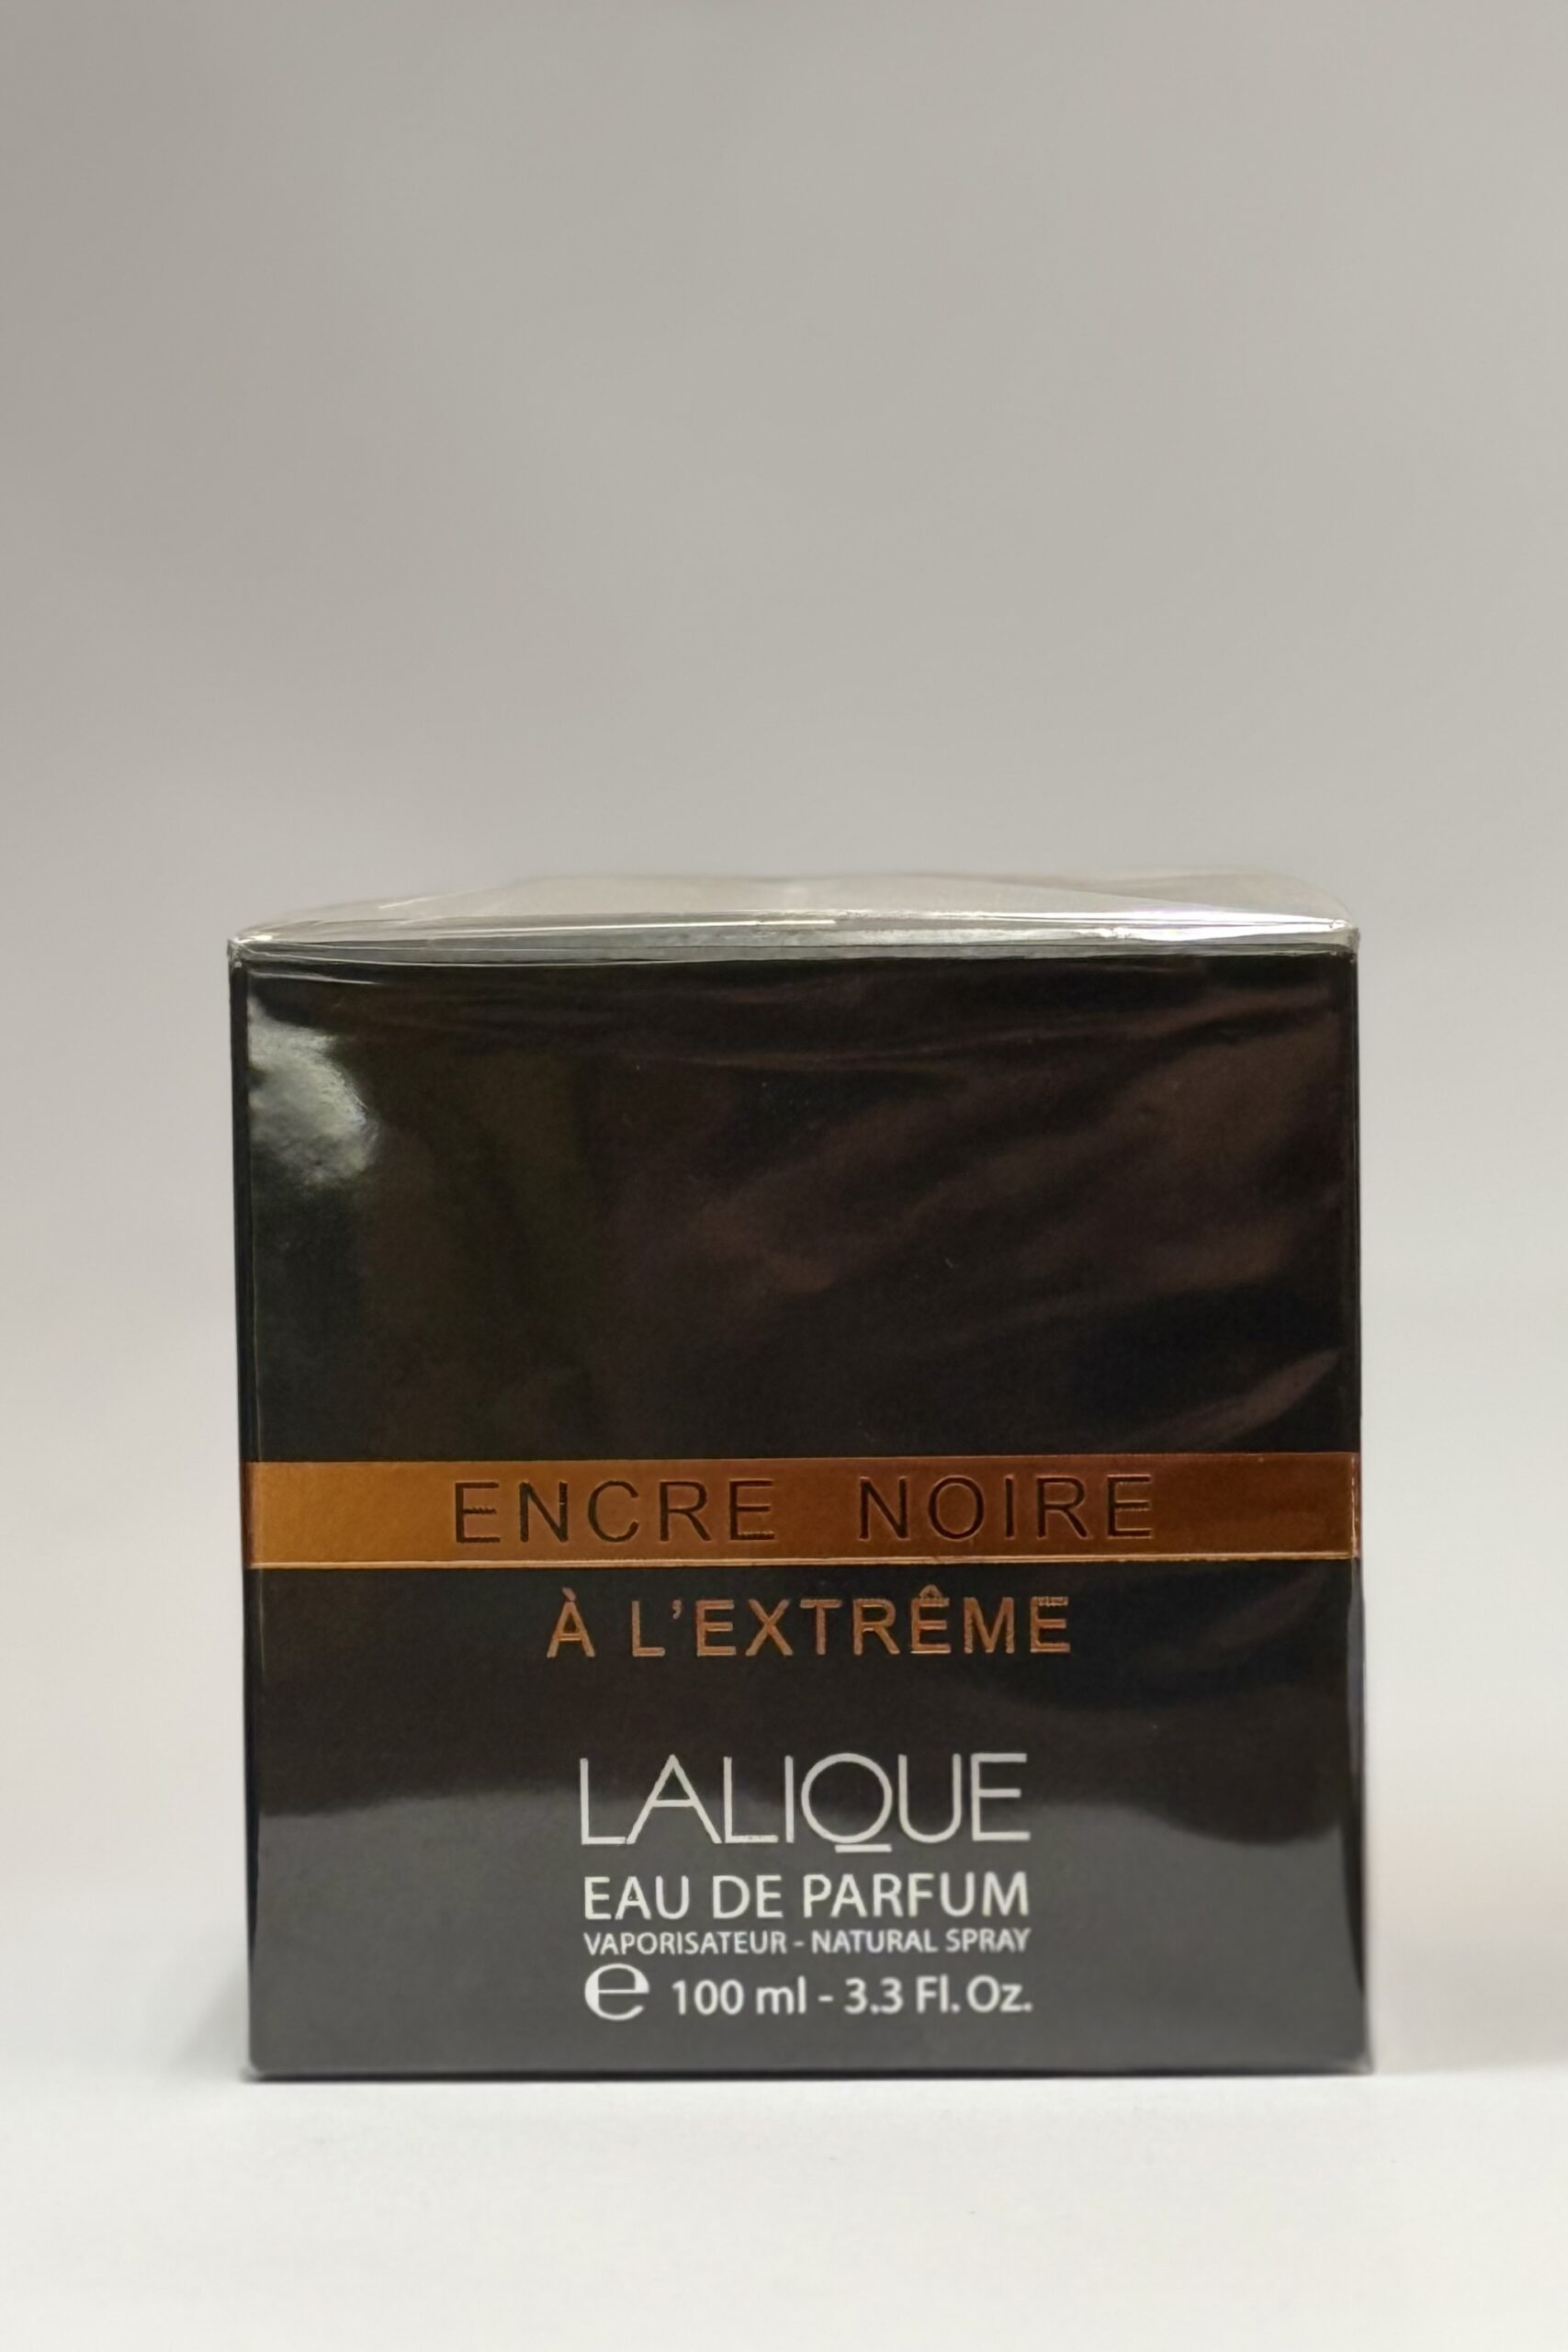 ENCRE NOIRE
À L'EXTRÊME
LALIQUE
EAU DE PARFUM
VAPORISATEUR - NATURAL SPRAY
℮ 100 ml - 3.3 Fl. Oz.